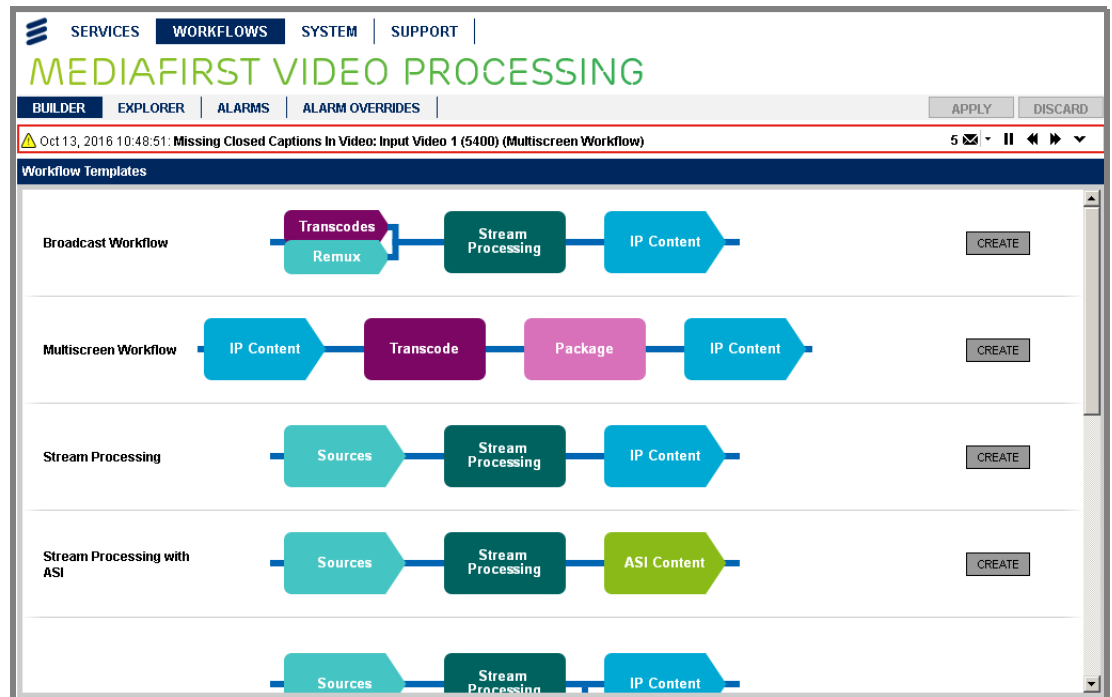 SERVICES WORKFLOWS SYSTEM SUPPORT
MEDIAFIRST VIDEO PROCESSING
BUILDER EXPLORER ALARMS ALARM OVERRIDES APPLY DISCARD
Oct 13, 2016 10:48:51: Missing Closed Captions In Video: Input Video 1 (5400) (Multiscreen Workflow) 5
Workflow Templates
Broadcast Workflow
Transcodes
Remux
Stream
Processing
IP Content
CREATE
Multiscreen Workflow
IP Content
Transcode
Package
IP Content
CREATE
Stream Processing
Sources
Stream
Processing
IP Content
CREATE
Stream Processing with
ASI
Sources
Stream
Processing
ASI Content
CREATE
Sources
Stream
Processing
IP Content